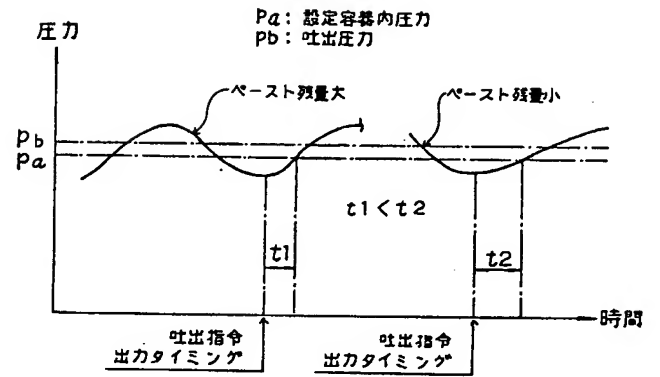 Pa: 設定容器内圧力
Pb: 吐出圧力
圧力
ペースト残量大
ペースト残量小
Pb
Pa
t1<t2
t1
t2
時間
吐出指令
出力タイミング
吐出指令
出力タイミング